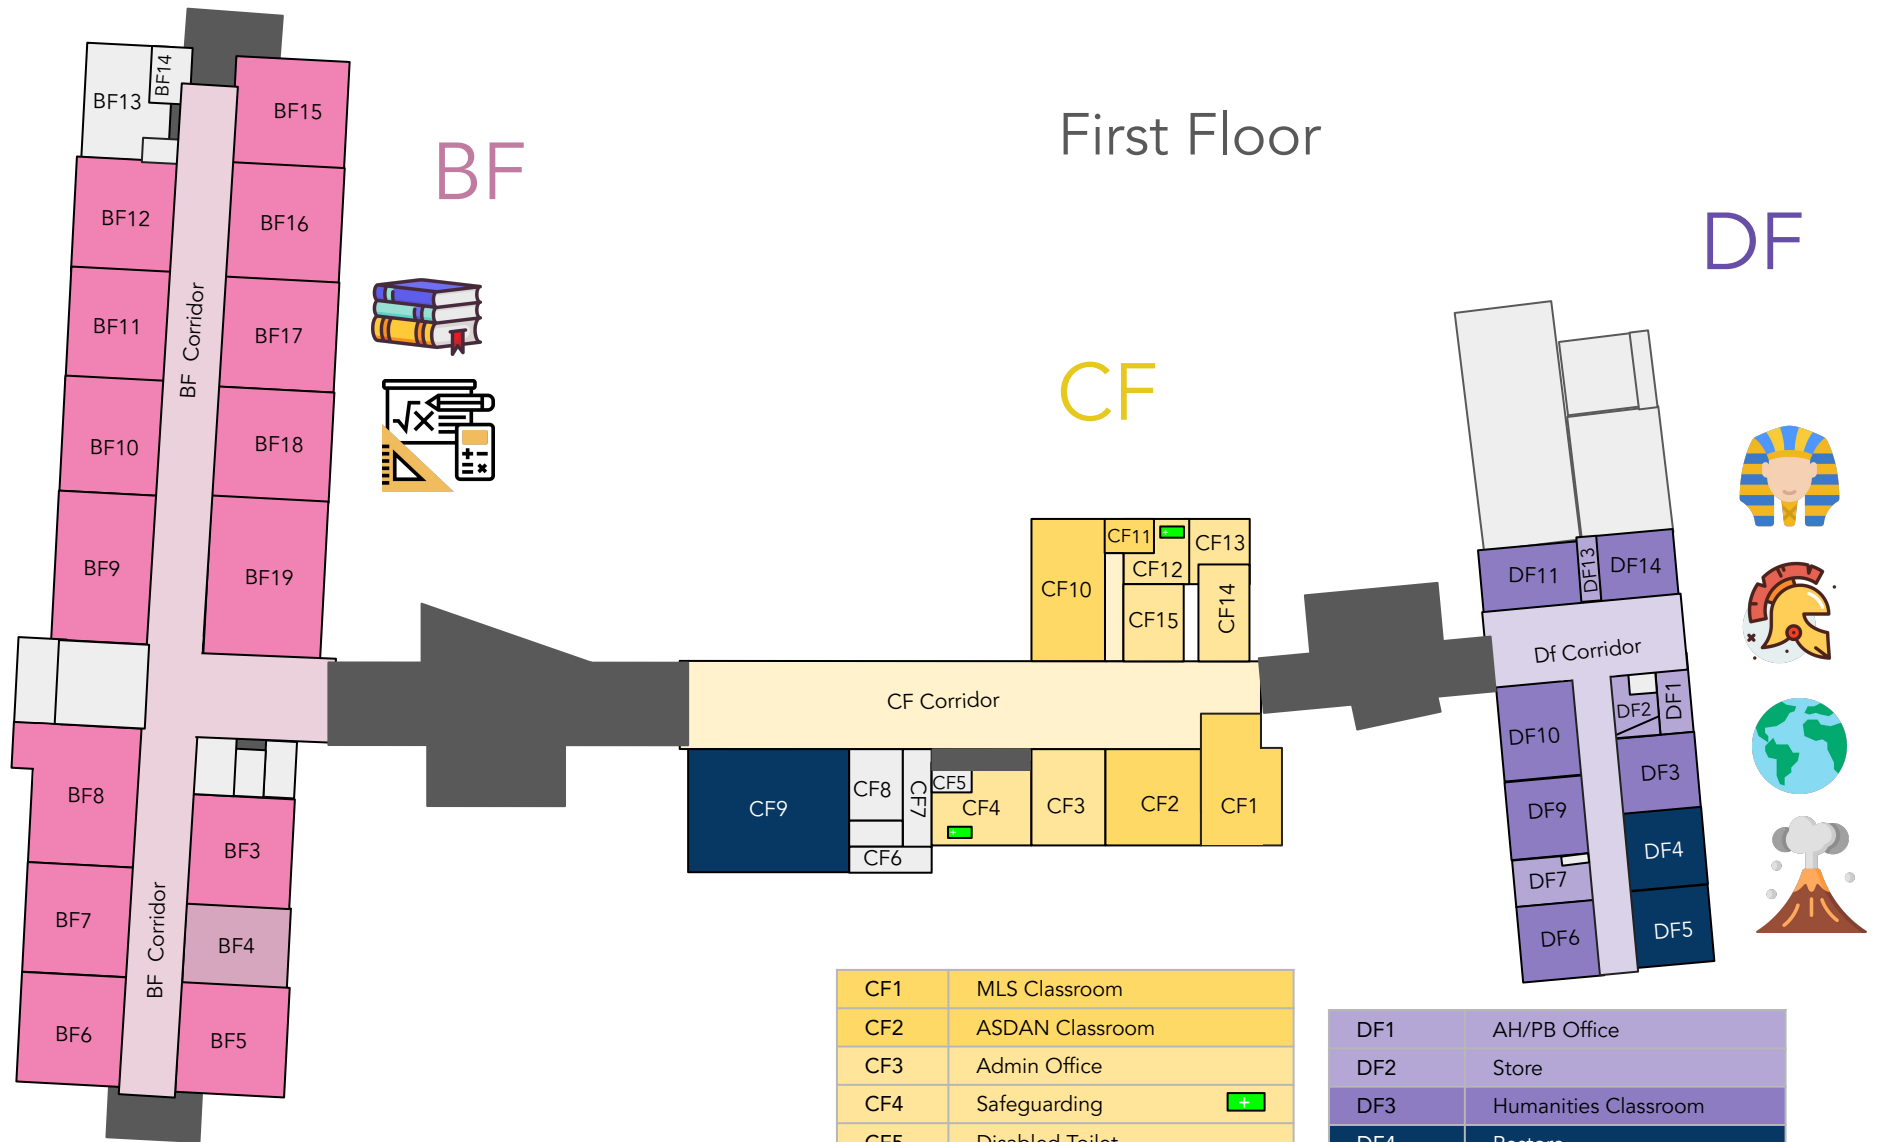 First Floor
BF
CF
DF
BF13
BF14
BF15
BF12
BF16
BF11
BF17
BF Corridor
BF10
BF18
BF9
BF19
BF8
BF3
BF7
BF4
BF Corridor
BF6
BF5
CF10
CF11
CF12
CF13
CF14
CF15
CF Corridor
CF9
CF8
CF7
CF6
CF5
CF4
+
CF3
CF2
CF1
DF11
DF13
DF14
Df Corridor
DF10
DF2
DF1
DF3
DF9
DF4
DF7
DF6
DF5
CF1 MLS Classroom
CF2 ASDAN Classroom
CF3 Admin Office
CF4 Safeguarding +
CF5 Disabled Toilet
DF1 AH/PB Office
DF2 Store
DF3 Humanities Classroom
DF4